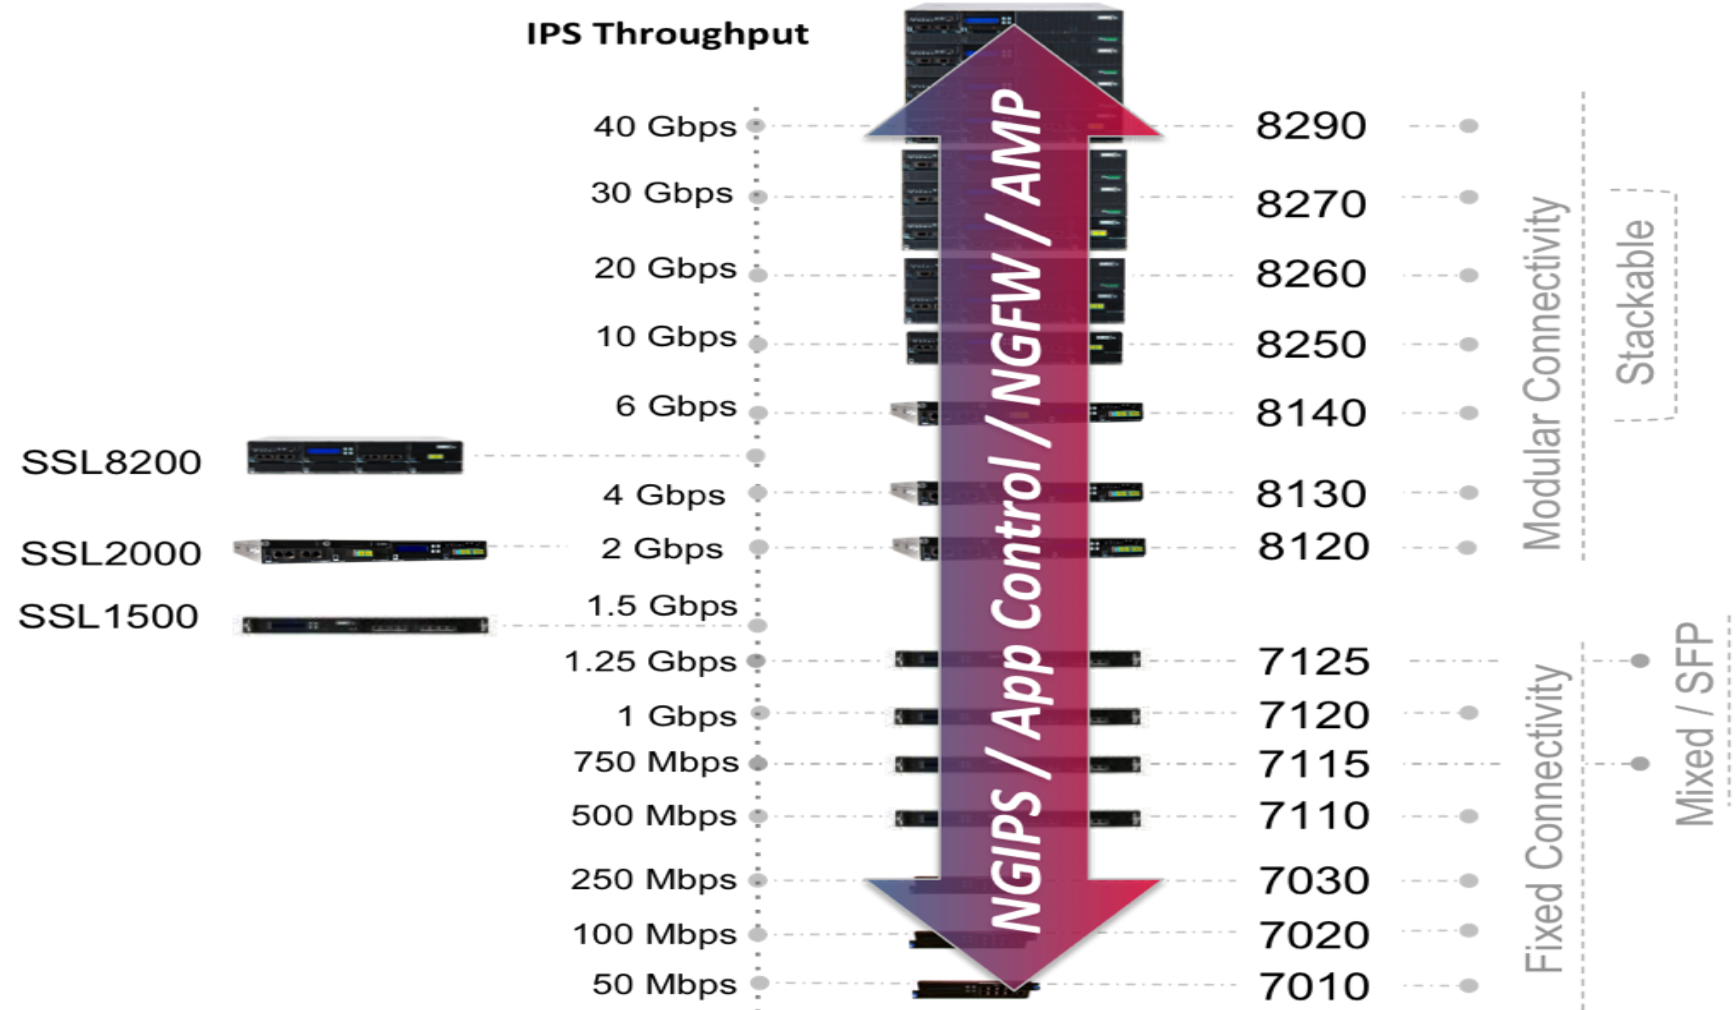 IPS Throughput
40 Gbps
8290
30 Gbps
8270
20 Gbps
8260
10 Gbps
8250
6 Gbps
8140
SSL8200
4 Gbps
8130
SSL2000
2 Gbps
8120
SSL1500
1.5 Gbps
1.25 Gbps
7125
1 Gbps
7120
750 Mbps
7115
500 Mbps
7110
250 Mbps
7030
100 Mbps
7020
50 Mbps
7010
NGIPS / App Control / NGFW / AMP
Modular Connectivity
Stackable
Fixed Connectivity
Mixed / SFP